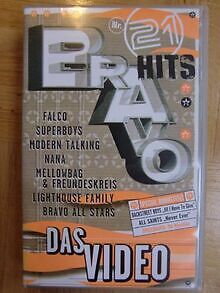 Nr. 21
BRAVO
HITS
FALCO
SUPERBOYS
MODERN TALKING
NANA
MELLOWBAG
& FREUNDESKREIS
LIGHTHOUSE FAMILY
BRAVO ALL STARS
BACKSTREET BOYS „All I Have To Give"
ALL SAINTS „Never Ever"
DAS
VIDEO